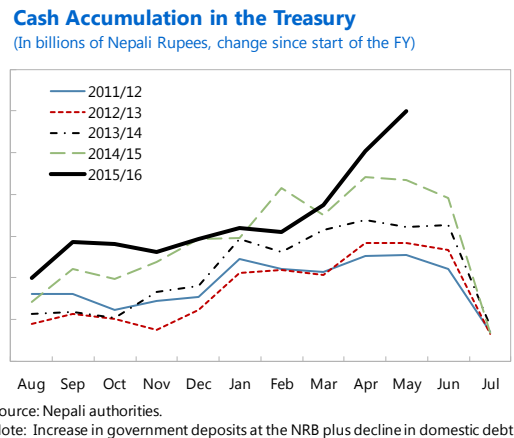 Cash Accumulation in the Treasury
(In billions of Nepali Rupees, change since start of the FY)
2011/12
2012/13
2013/14
2014/15
2015/16
Aug Sep Oct Nov Dec Jan Feb Mar Apr May Jun Jul
ource: Nepali authorities.
ote: Increase in government deposits at the NRB plus decline in domestic debt